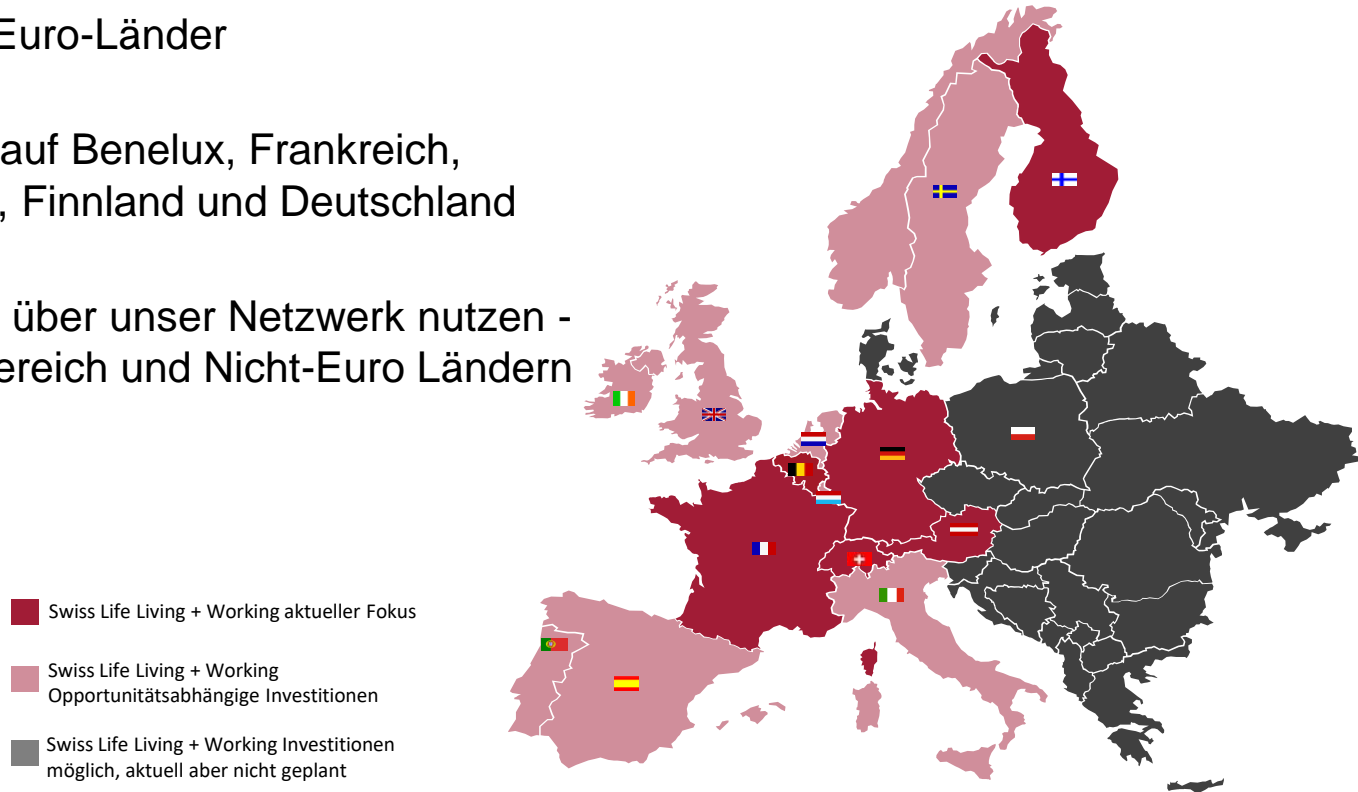 Euro-Länder
auf Benelux, Frankreich,
, Finnland und Deutschland
über unser Netzwerk nutzen -
ereich und Nicht-Euro Ländern
Swiss Life Living + Working aktueller Fokus
Swiss Life Living + Working
Opportunitätsabhängige Investitionen
Swiss Life Living + Working Investitionen
möglich, aktuell aber nicht geplant